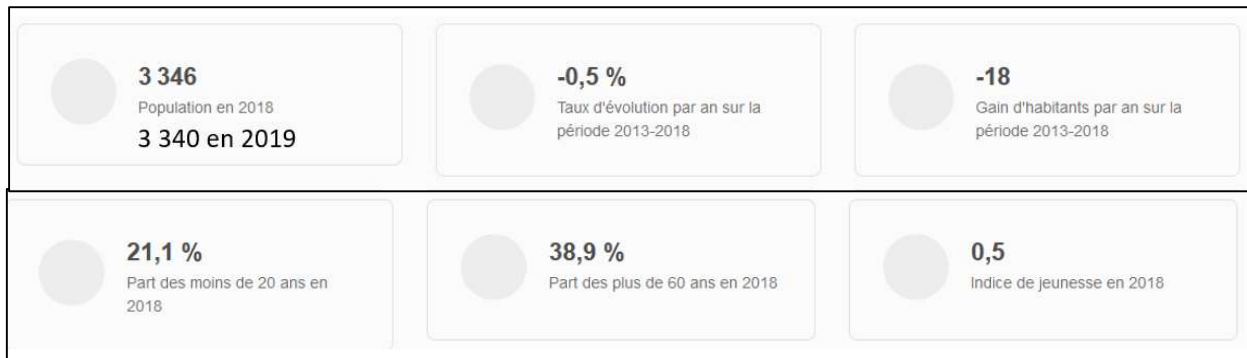 3 346
Population en 2018
3 340 en 2019
-0,5 %
Taux d'évolution par an sur la
période 2013-2018
-18
Gain d'habitants par an sur la
période 2013-2018
21,1 %
Part des moins de 20 ans en
2018
38,9 %
Part des plus de 60 ans en 2018
0,5
Indice de jeunesse en 2018